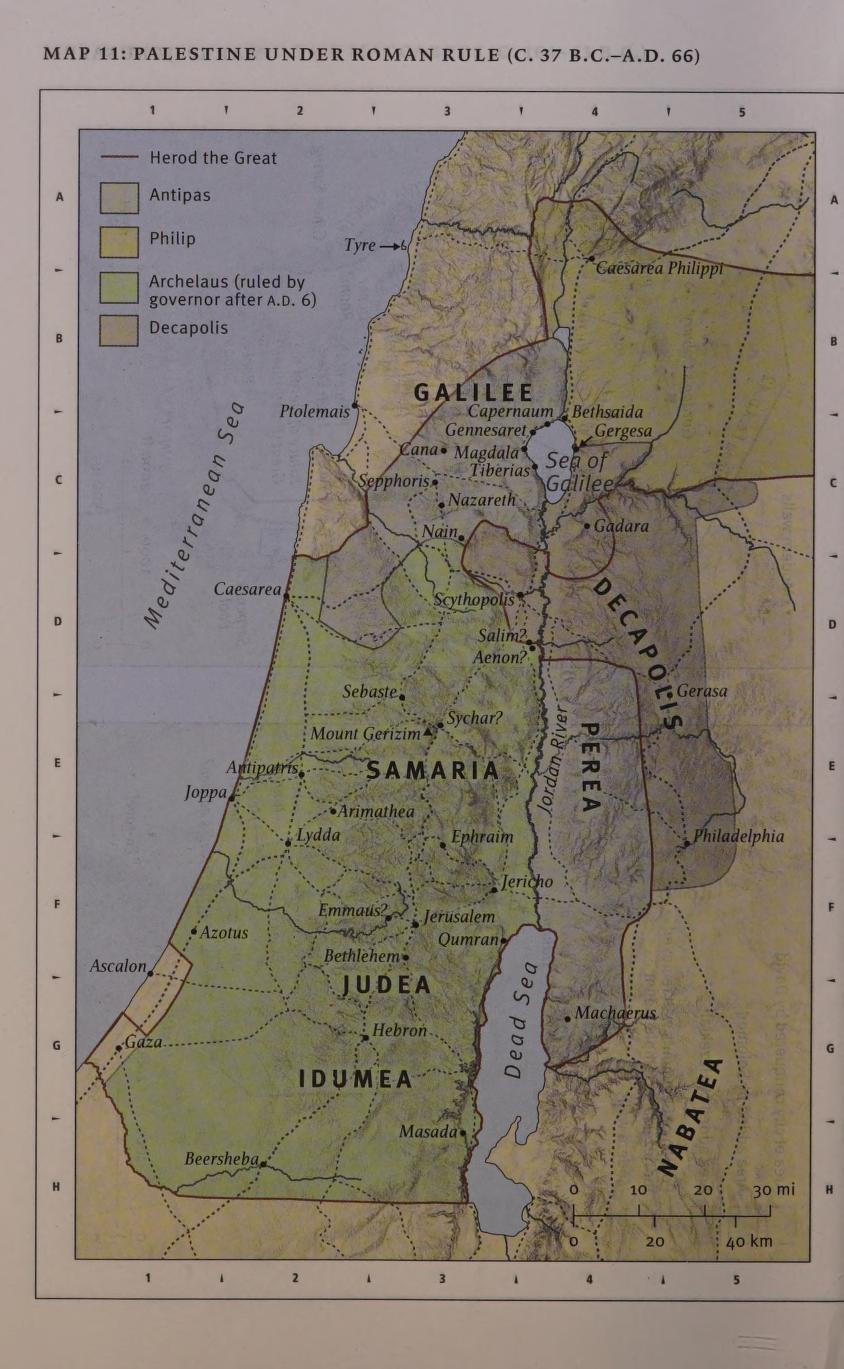 MAP 11: PALESTINE UNDER ROMAN RULE (C. 37 B.C.–A.D. 66)
1 2 3 4 5
Herod the Great
Antipas
Philip
Archelaus (ruled by
governor after A.D. 6)
Decapolis
A
A
Tyre
Caesarea Philippi
B
B
GALILEE
Ptolemais
Capernaum
Bethsaida
Gennesaret
Gergesa
Mediterranean Sea
Cana
Magdala
Sea of
Galilee
Tiberias
C
C
Sepphoris
Nazareth
Gadara
Nain
Caesarea
Scythopolis
DECAPOLIS
D
D
Salim?
Aenon?
Sebaste
Gerasa
Sychar?
Mount Gerizim
Jordan River
PEREA
E
E
Antipatris
SAMARIA
Joppa
Arimathea
Lydda
Ephraim
Philadelphia
Jericho
F
F
Emmaus?
Jerusalem
Azotus
Qumran
Bethlehem
Ascalon
JUDEA
Dead Sea
Machaerus
Hebron
G
G
Gaza
IDUMEA
NABATEA
Masada
Beersheba
H
H
0 10 20 30 mi
0 20 40 km
1 2 3 4 5